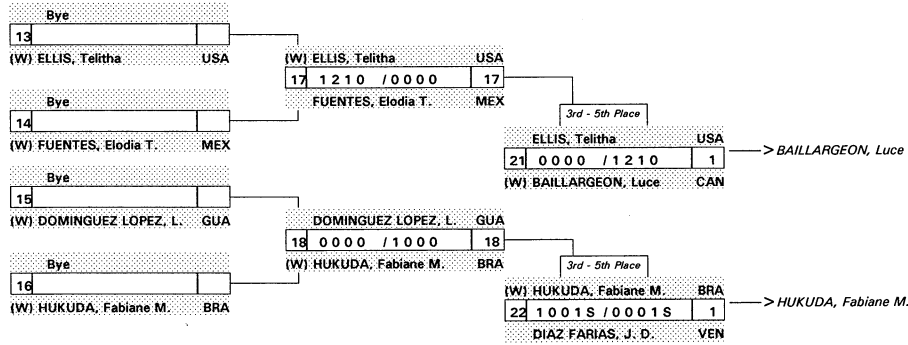 Bye
13
(W) ELLIS, Telitha USA
Bye
14
(W) FUENTES, Elodia T. MEX
Bye
15
(W) DOMINGUEZ LOPEZ, L. GUA
Bye
16
(W) HUKUDA, Fabiane M. BRA
(W) ELLIS, Telitha USA
17 1210 /0000 17
FUENTES, Elodia T. MEX
DOMINGUEZ LOPEZ, L. GUA
18 0000 /1000 18
(W) HUKUDA, Fabiane M. BRA
3rd - 5th Place
ELLIS, Telitha USA
21 0000 /1210 1
(W) BAILLARGEON, Luce CAN
> BAILLARGEON, Luce
3rd - 5th Place
(W) HUKUDA, Fabiane M. BRA
22 1001S /0001S 1
DIAZ FARIAS, J. D. VEN
> HUKUDA, Fabiane M.